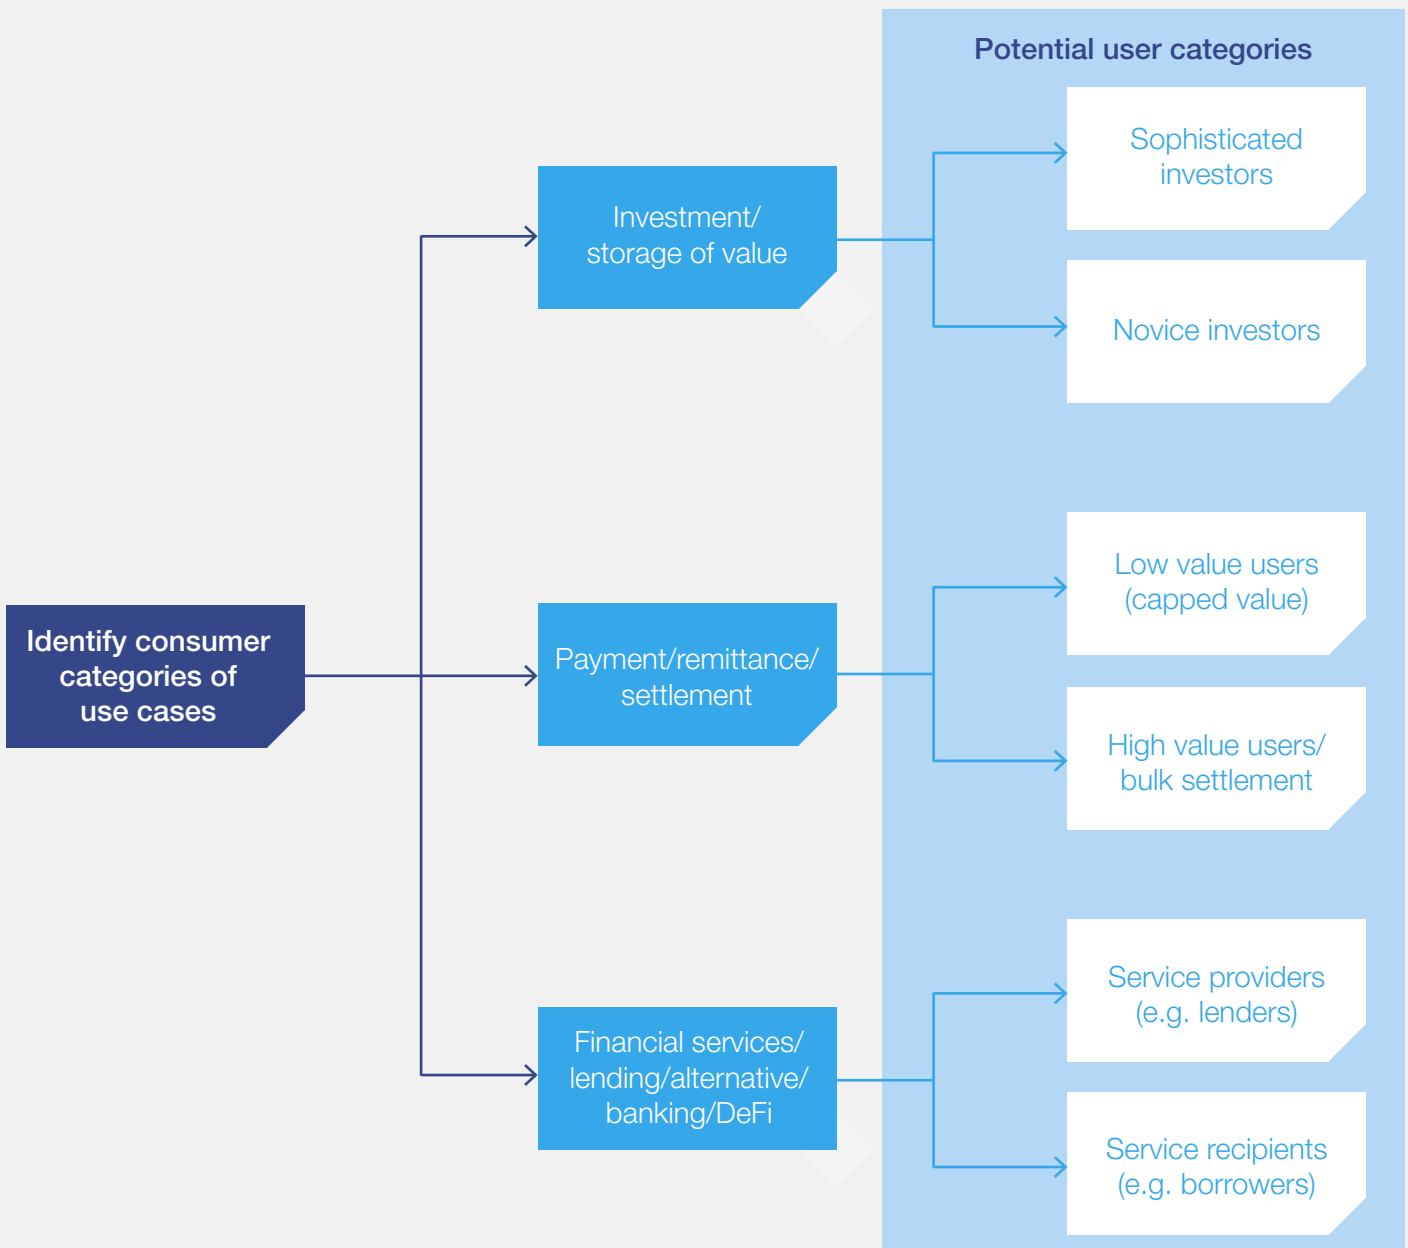 Potential user categories
Sophisticated
investors
Investment/
storage of value
Novice investors
Low value users
(capped value)
Identify consumer
categories of
use cases
Payment/remittance/
settlement
High value users/
bulk settlement
Service providers
(e.g. lenders)
Financial services/
lending/alternative/
banking/DeFi
Service recipients
(e.g. borrowers)